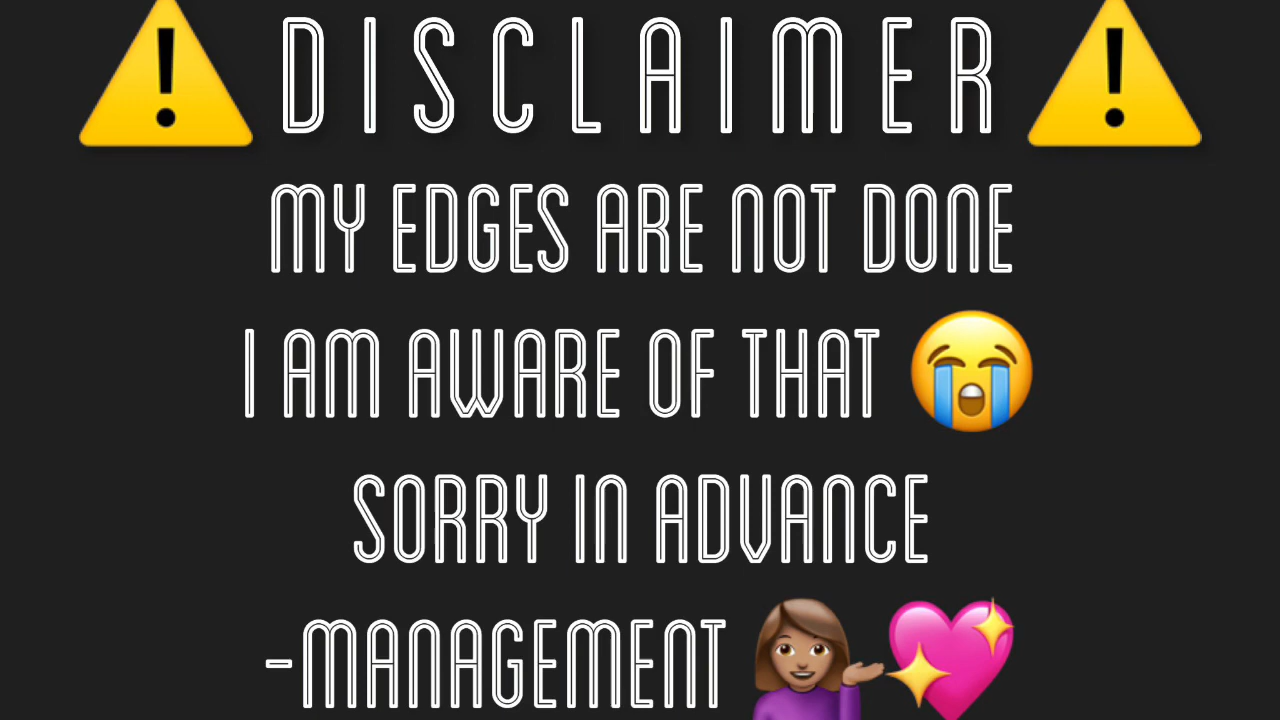 ⚠️ DISCLAIMER ⚠️
MY EDGES ARE NOT DONE
I AM AWARE OF THAT 😭
SORRY IN ADVANCE
-MANAGEMENT 💁🏽‍♀️💖